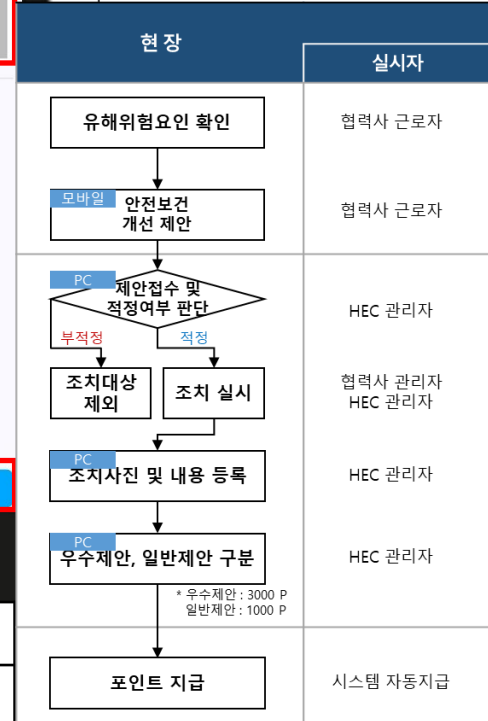 현 장
실시자
유해위험요인 확인
협력사 근로자
모바일
안전보건
개선 제안
협력사 근로자
PC
제안접수 및
적정여부 판단
HEC 관리자
부적정
적정
조치대상
제외
조치 실시
협력사 관리자
HEC 관리자
PC
조치사진 및 내용 등록
HEC 관리자
PC
우수제안, 일반제안 구분
HEC 관리자
* 우수제안 : 3000 P
일반제안 : 1000 P
포인트 지급
시스템 자동지급